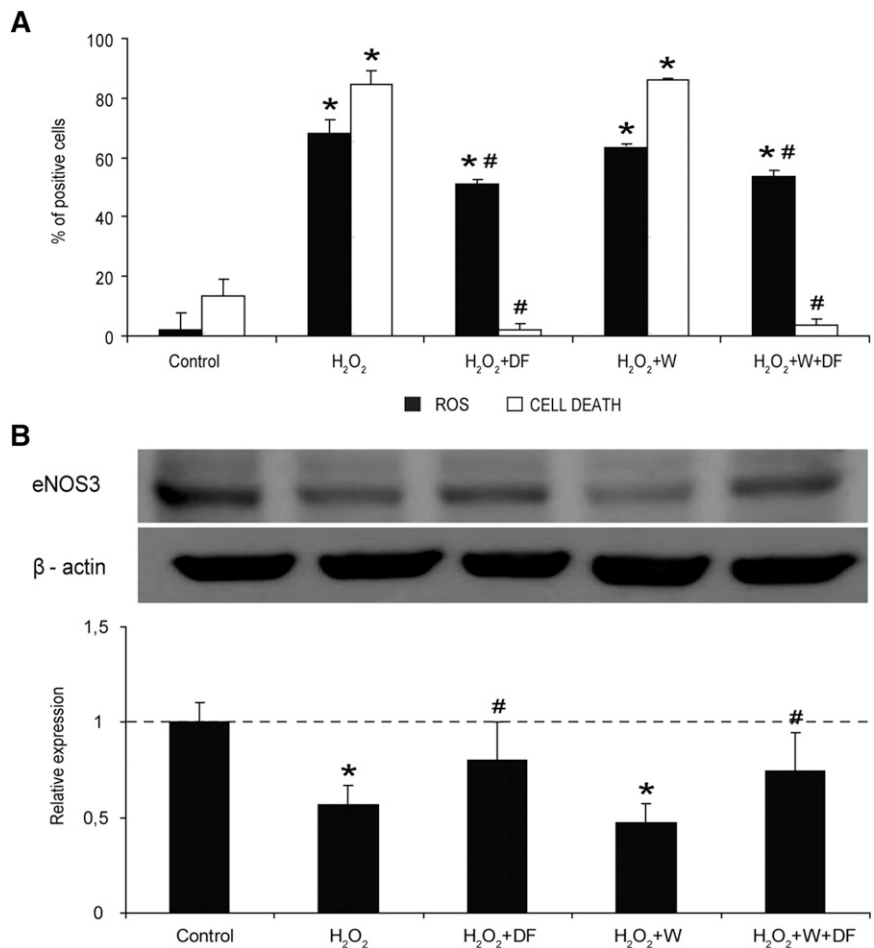 A
% of positive cells
100
80
60
40
20
0
* * * # # * * * # #
Control H₂O₂ H₂O₂+DF H₂O₂+W H₂O₂+W+DF
ROS CELL DEATH
B
eNOS3
β - actin
Relative expression
1,5
1
0,5
0
* # * #
Control H₂O₂ H₂O₂+DF H₂O₂+W H₂O₂+W+DF